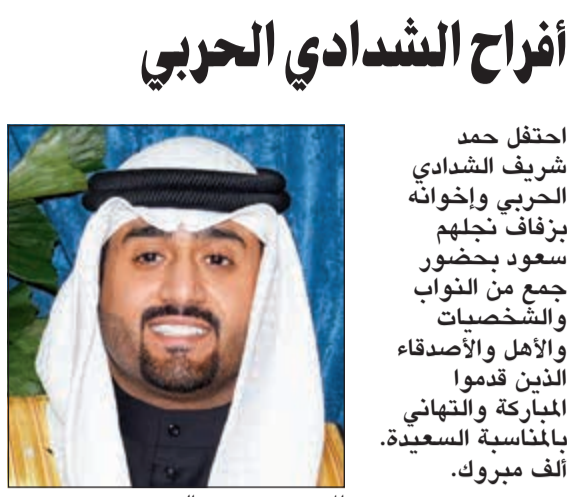 أفراح الشدادي الحربي
احتفل حمد
شريف الشدادي
الحربي وإخوانه
بزفاف نجلهم
سعود بحضور
جمع من النواب
والشخصيات
والأهل والأصدقاء
الذين قدموا
المباركة والتهاني
بالمناسبة السعيدة.
ألف مبروك.